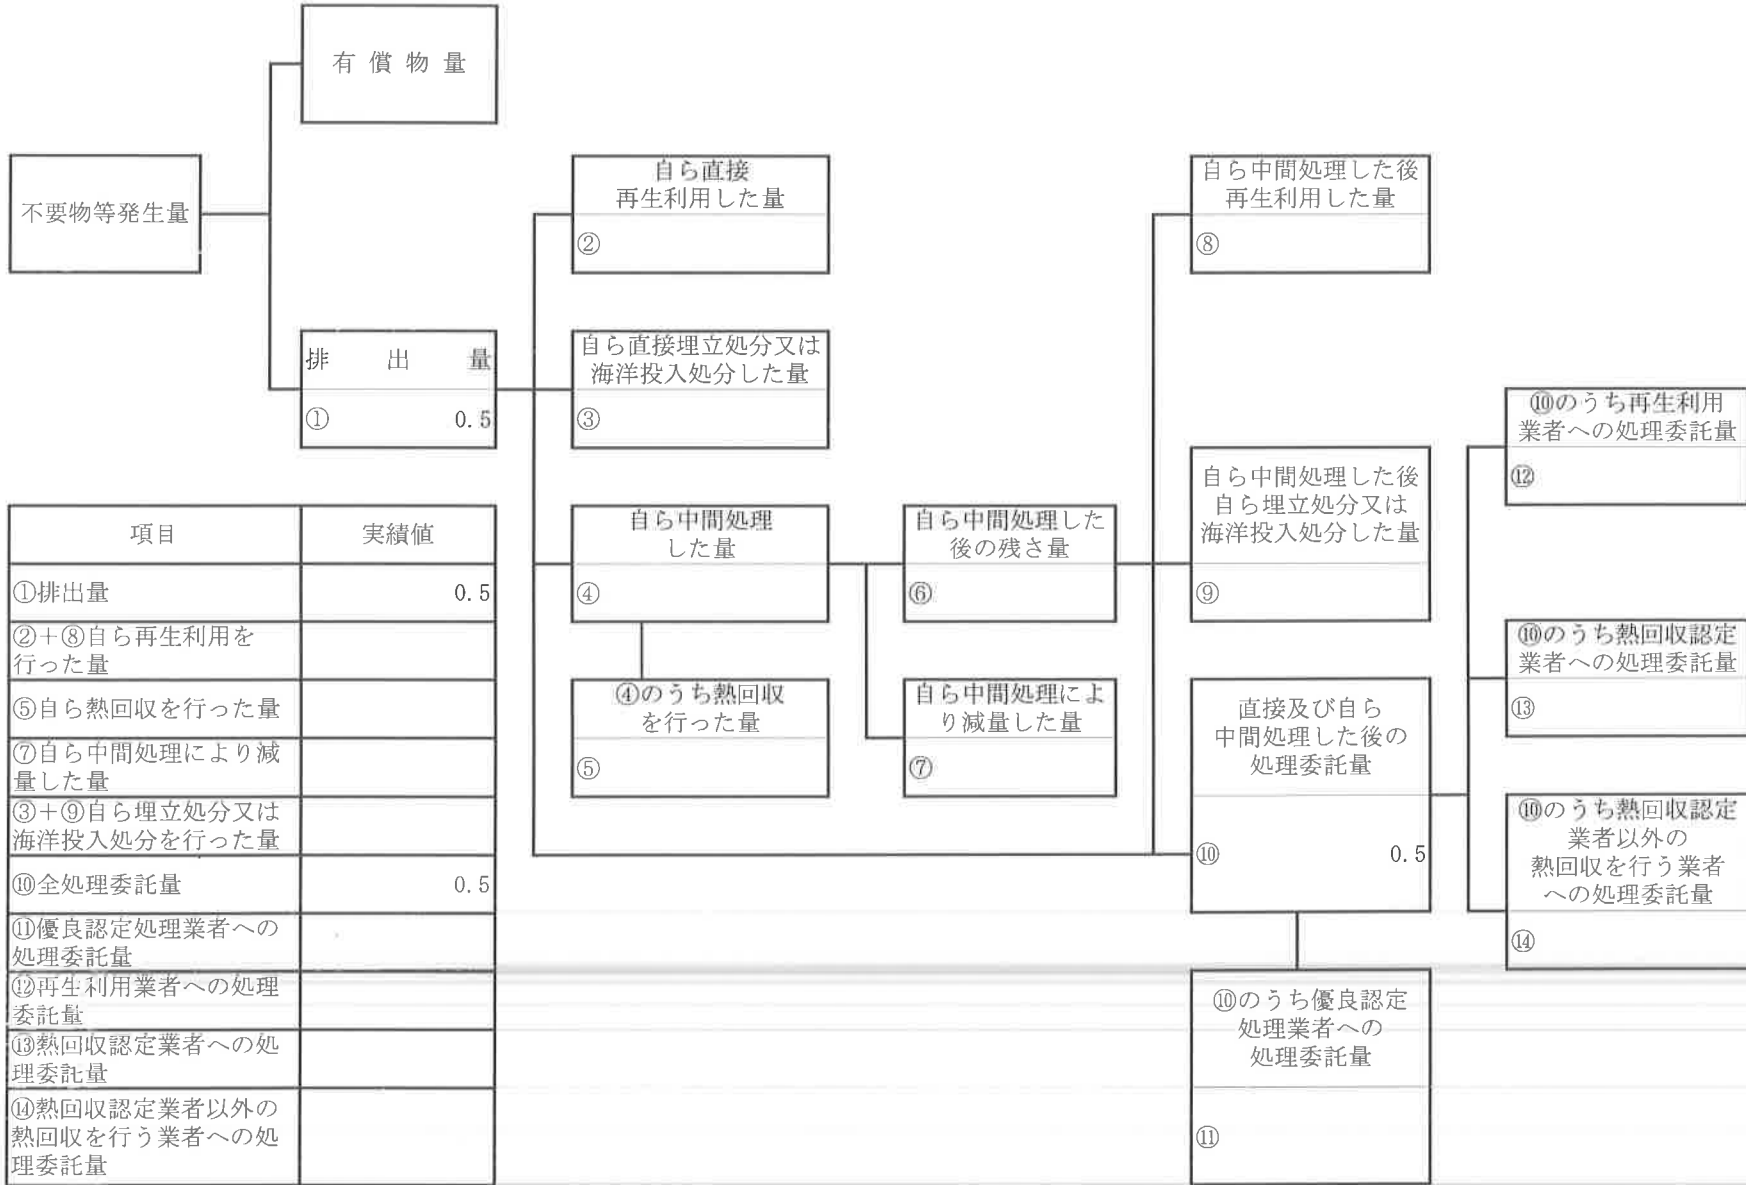 有償物量
不要物等発生量
排出量
① 0.5
自ら直接
再生利用した量
②
自ら直接埋立処分又は
海洋投入処分した量
③
自ら中間処理
した量
④
④のうち熱回収
を行った量
⑤
自ら中間処理した
後の残さ量
⑥
自ら中間処理によ
り減量した量
⑦
自ら中間処理した後
再生利用した量
⑧
自ら中間処理した後
自ら埋立処分又は
海洋投入処分した量
⑨
直接及び自ら
中間処理した後の
処理委託量
⑩ 0.5
⑩のうち優良認定
処理業者への
処理委託量
⑪
⑩のうち再生利用
業者への処理委託量
⑫
⑩のうち熱回収認定
業者への処理委託量
⑬
⑩のうち熱回収認定
業者以外の
熱回収を行う業者
への処理委託量
⑭
項目 実績値
①排出量 0.5
②+⑧自ら再生利用を
行った量
⑤自ら熱回収を行った量
⑦自ら中間処理により減
量した量
③+⑨自ら埋立処分又は
海洋投入処分を行った量
⑩全処理委託量 0.5
⑪優良認定処理業者への
処理委託量
⑫再生利用業者への処理
委託量
⑬熱回収認定業者への処
理委託量
⑭熱回収認定業者以外の
熱回収を行う業者への処
理委託量